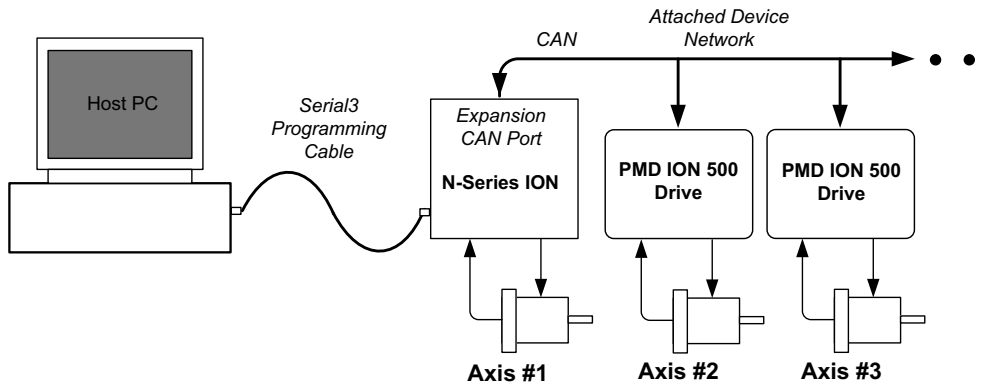 Attached Device
Network
CAN
Host PC
Serial3
Programming
Cable
Expansion
CAN Port
N-Series ION
PMD ION 500
Drive
PMD ION 500
Drive
Axis #1
Axis #2
Axis #3